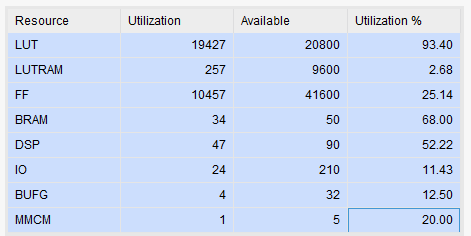 Resource Utilization Available Utilization %
LUT 19427 20800 93.40
LUTRAM 257 9600 2.68
FF 10457 41600 25.14
BRAM 34 50 68.00
DSP 47 90 52.22
IO 24 210 11.43
BUFG 4 32 12.50
MMCM 1 5 20.00